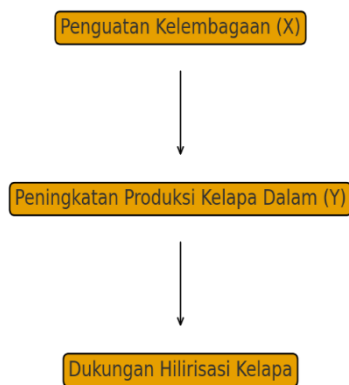 Penguatan Kelembagaan (X)
Peningkatan Produksi Kelapa Dalam (Y)
Dukungan Hilirisasi Kelapa